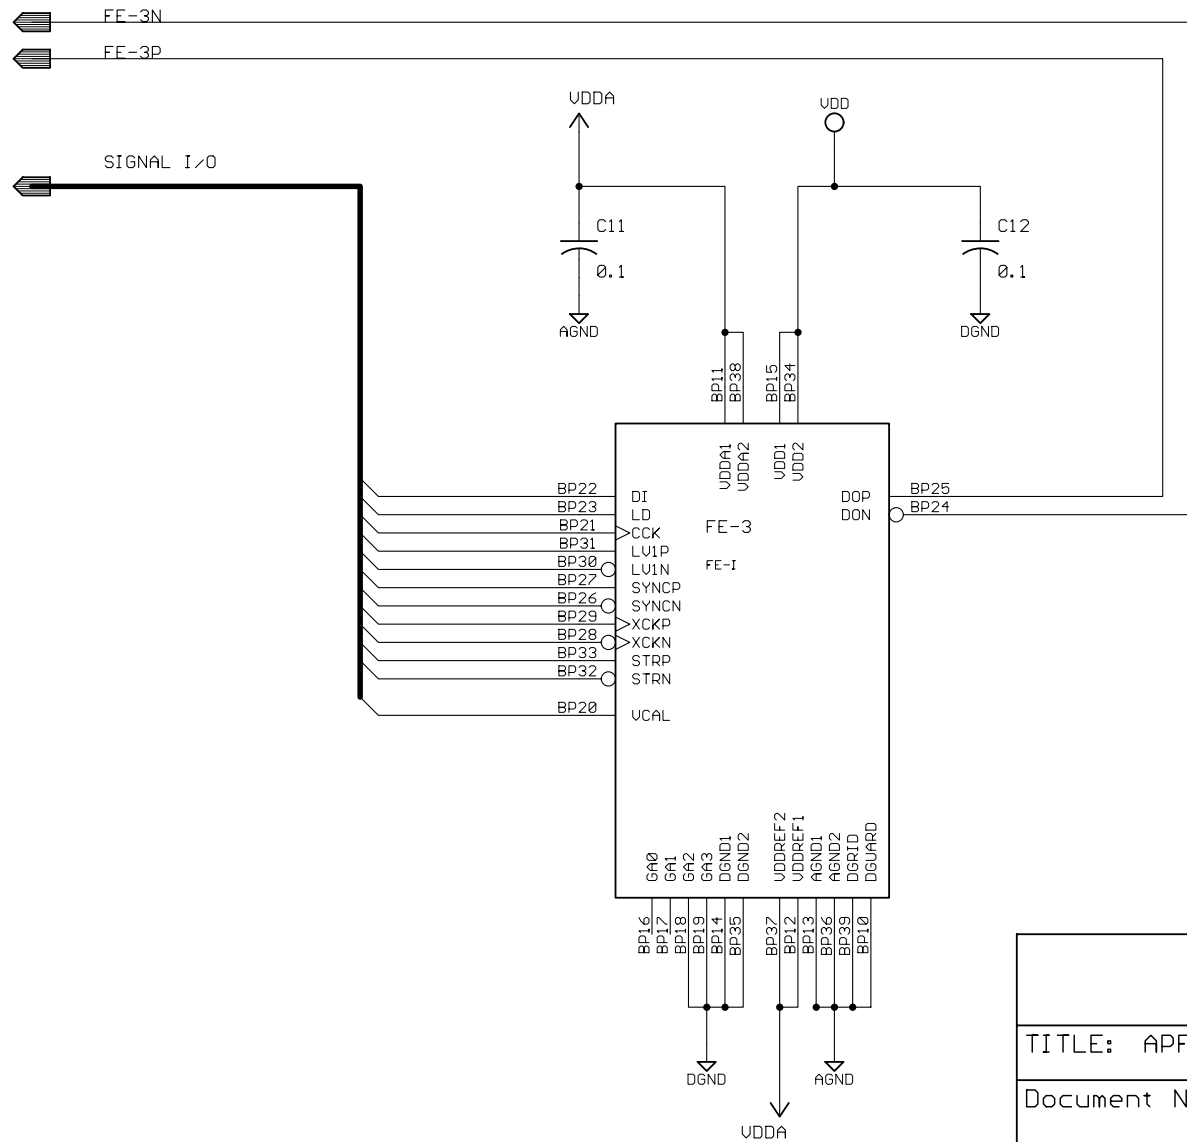 FE-3N
FE-3P
VDDA
VDD
SIGNAL I/O
C11
0.1
AGND
C12
0.1
DGND
BP11
BP38
BP15
BP34
VDDA1
VDDA2
VDD1
VDD2
BP22 DI
BP23 LD
BP21 CCK
BP31 LV1P
BP30 LV1N
BP27 SYNCP
BP26 SYNCN
BP29 XCKP
BP28 XCKN
BP33 STRP
BP32 STRN
BP20 VCAL
DOP BP25
DON BP24
FE-3
FE-I
GA0
GA1
GA2
GA3
DGND1
DGND2
VDDREF2
VDDREF1
AGND1
AGND2
DGRID
DGUARD
BP16
BP17
BP18
BP19
BP14
BP35
BP37
BP12
BP13
BP36
BP39
BP10
DGND
AGND
VDDA
TITLE:
Document N